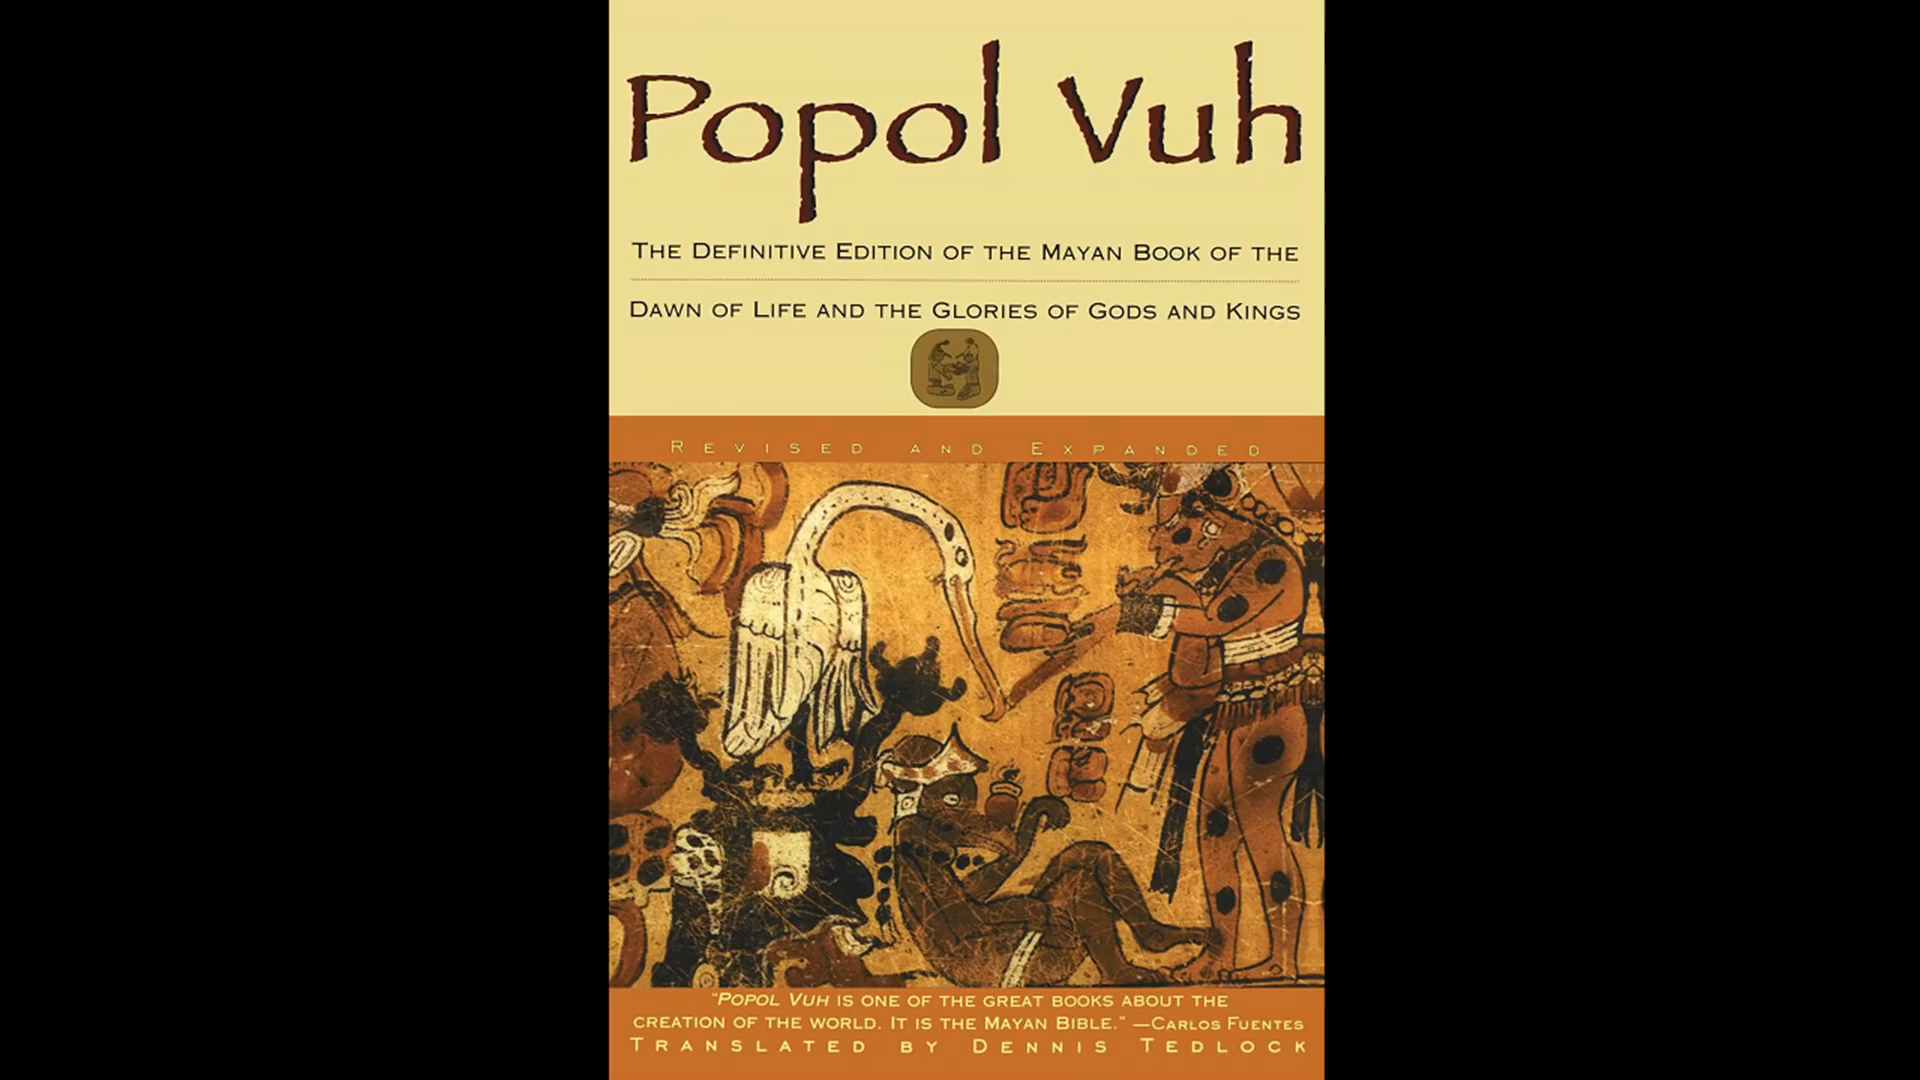 Popol Vuh
The Definitive Edition of the Mayan Book of the
Dawn of Life and the Glories of Gods and Kings
Revised and Expanded
"Popol Vuh is one of the great books about the
creation of the world. It is the Mayan Bible." —Carlos Fuentes
Translated by Dennis Tedlock